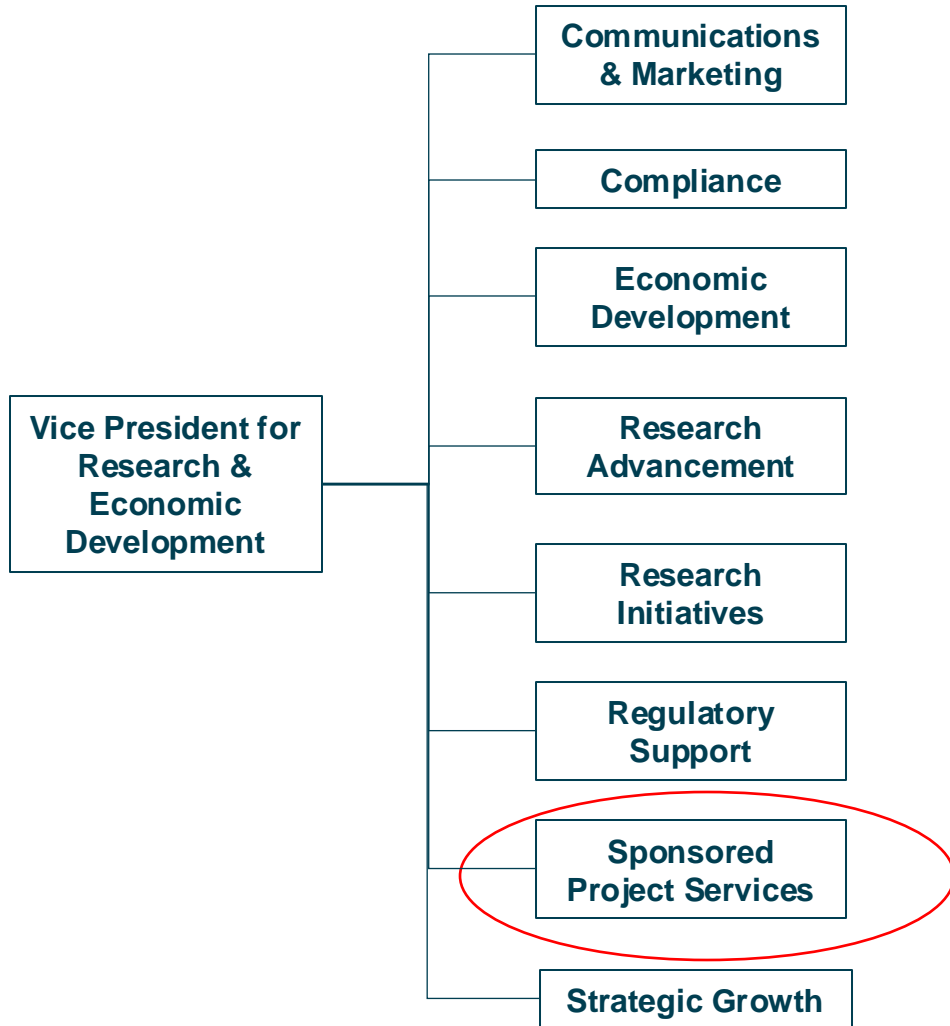 Communications
& Marketing
Compliance
Economic
Development
Vice President for
Research &
Economic
Development
Research
Advancement
Research
Initiatives
Regulatory
Support
Sponsored
Project Services
Strategic Growth